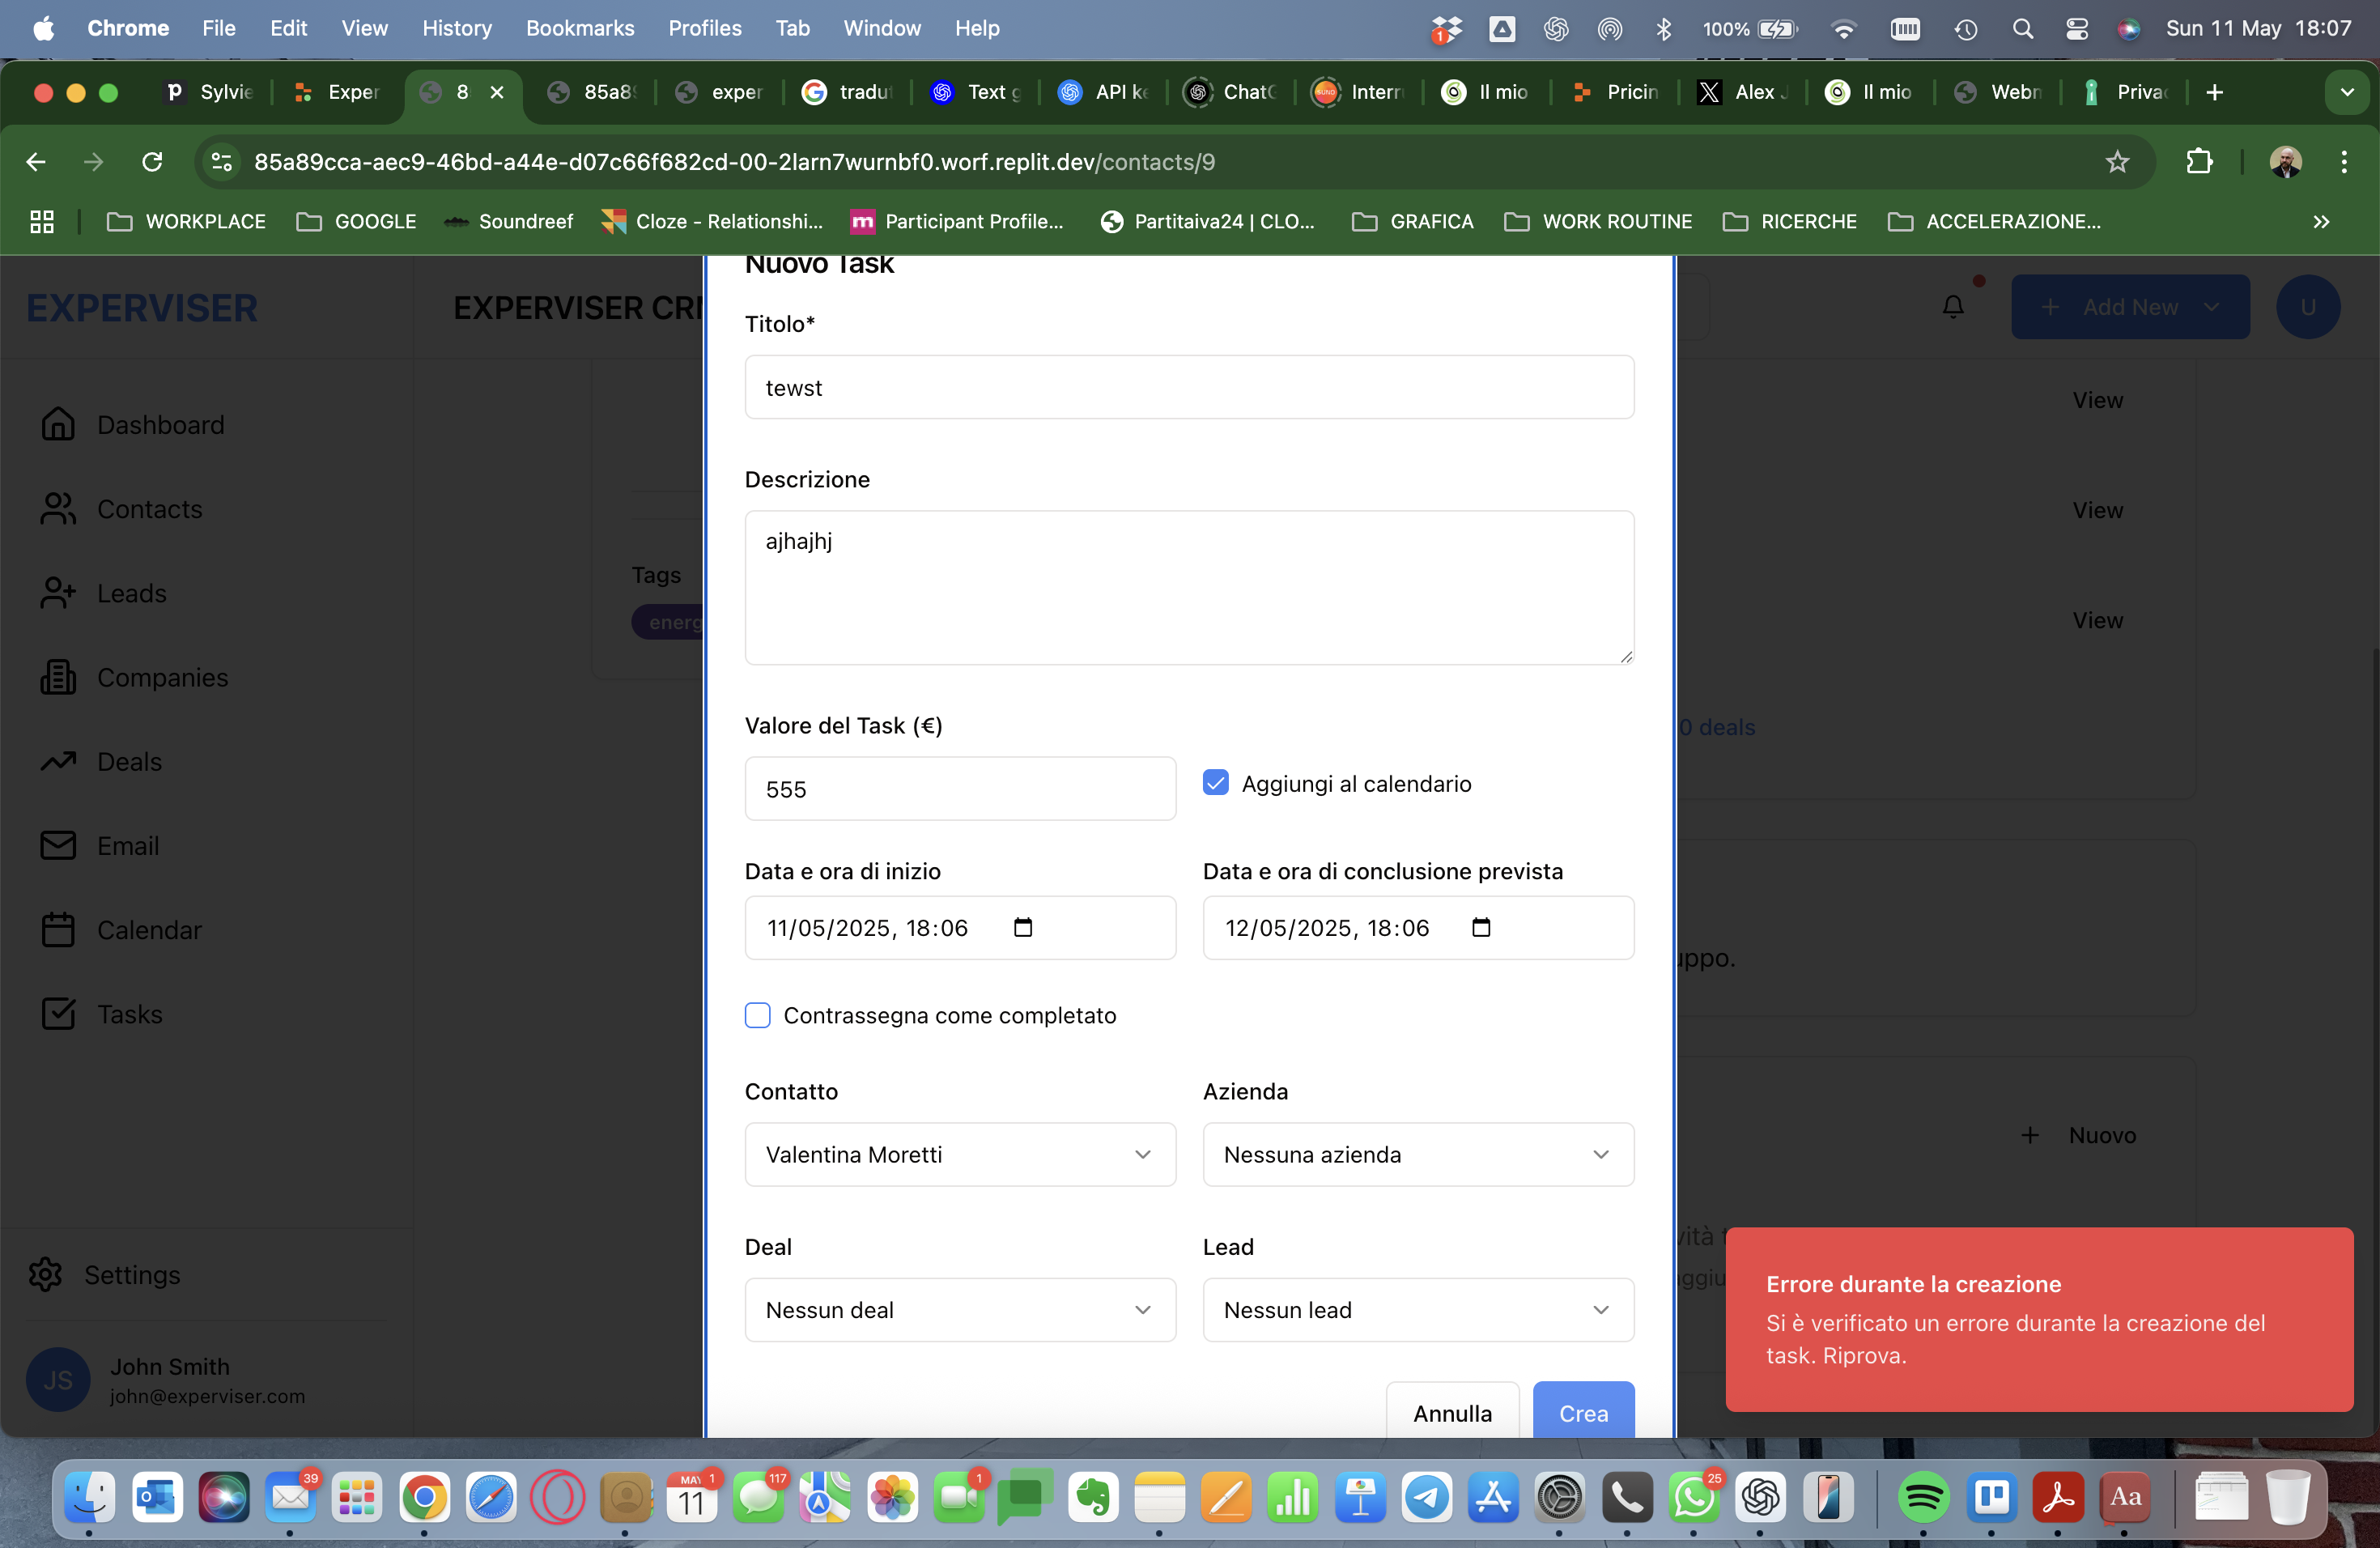 Chrome File Edit View History Bookmarks Profiles Tab Window Help 1 100% Sun 11 May 18:07
Sylvie Exper 8 85a89 exper tradut Text g API ke ChatG Interru Il mio Pricin Alex J Il mio Webm Privac
85a89cca-aec9-46bd-a44e-d07c66f682cd-00-2larn7wurnbf0.worf.replit.dev/contacts/9
WORKPLACE GOOGLE Soundreef Cloze - Relationshi... Participant Profile... Partitaiva24 | CLO... GRAFICA WORK ROUTINE RICERCHE ACCELERAZIONE...
EXPERVISER
EXPERVISER CRM
Add New
U
Dashboard
Contacts
Leads
Companies
Deals
Email
Calendar
Tasks
Settings
JS
John Smith
john@experviser.com
Tags
energ
Nuovo Task
Titolo*
tewst
Descrizione
ajhajhj
Valore del Task (€)
555
Aggiungi al calendario
Data e ora di inizio
11/05/2025, 18:06
Data e ora di conclusione prevista
12/05/2025, 18:06
Contrassegna come completato
Contatto
Valentina Moretti
Azienda
Nessuna azienda
Deal
Nessun deal
Lead
Nessun lead
Annulla
Crea
View
View
View
0 deals
uppo.
Nuovo
vità
ggiu
Errore durante la creazione
Si è verificato un errore durante la creazione del
task. Riprova.
39 MAY 11 1 117 1 25 Aa